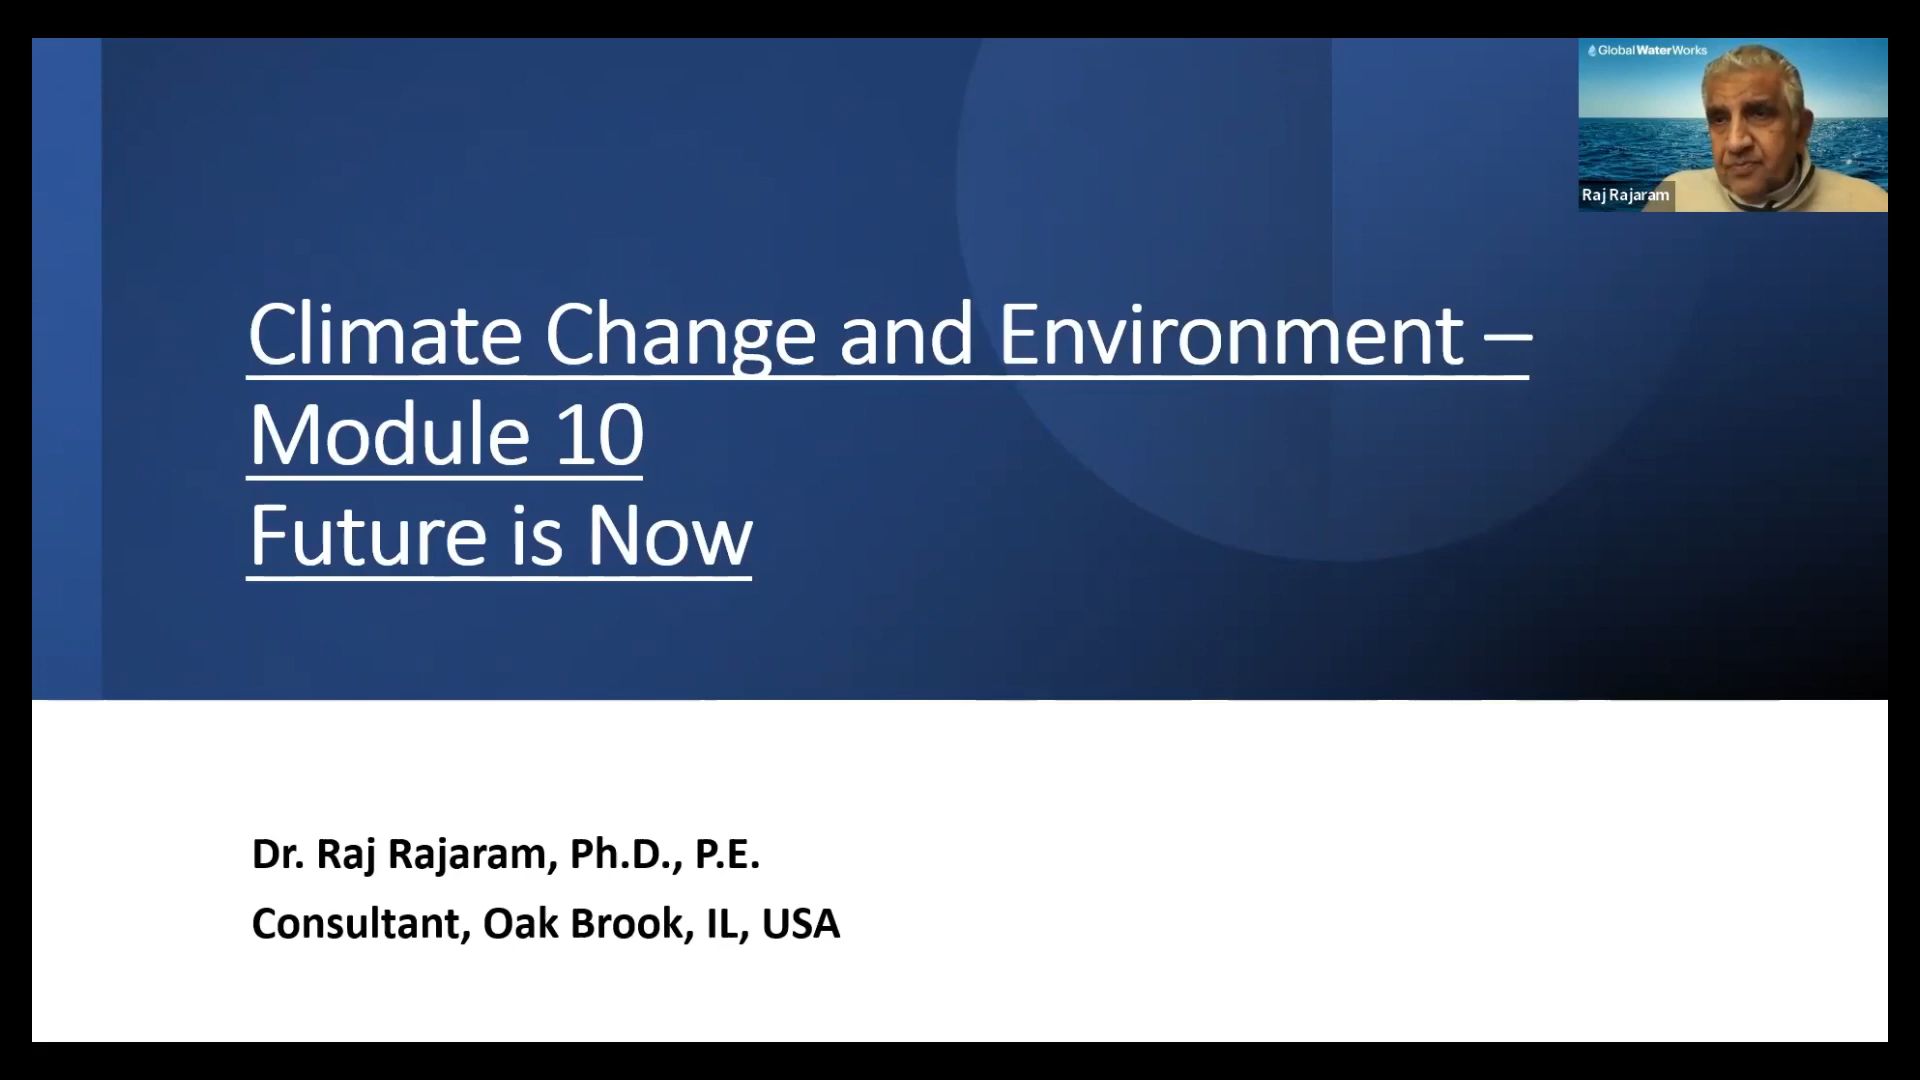 Global WaterWorks
Raj Rajaram
Climate Change and Environment –
Module 10
Future is Now
Dr. Raj Rajaram, Ph.D., P.E.
Consultant, Oak Brook, IL, USA